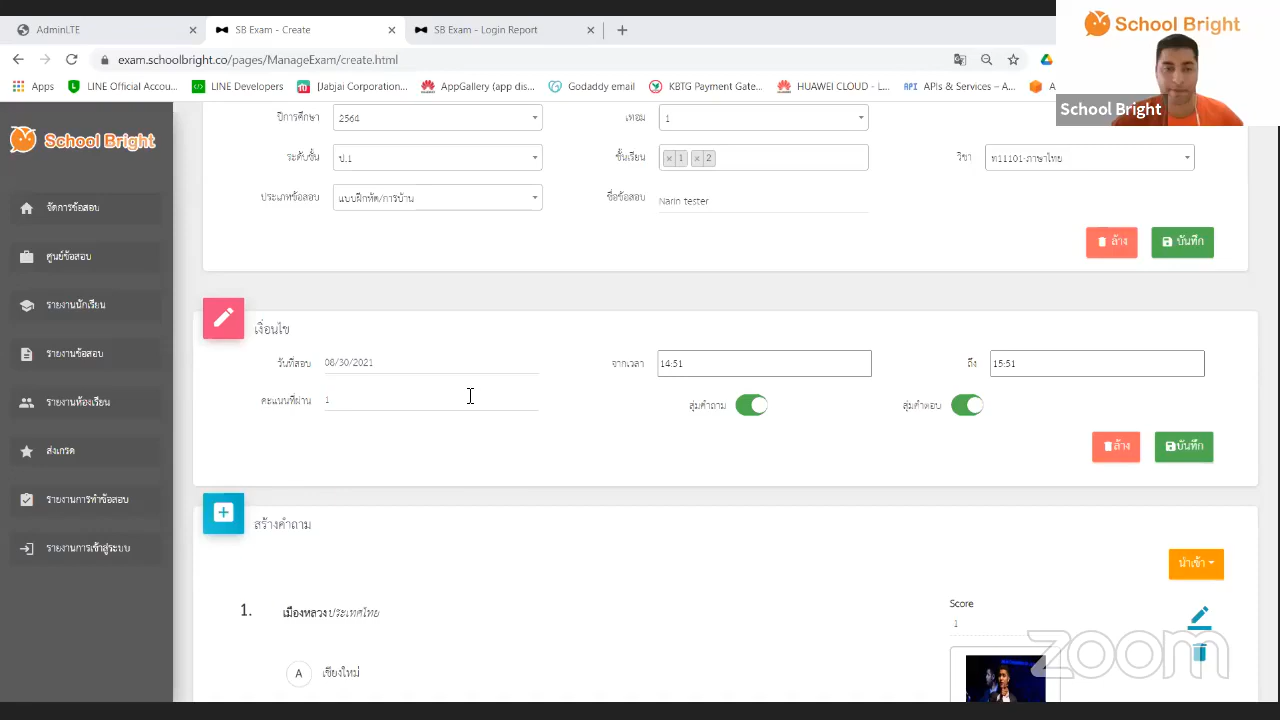 AdminLTE
SB Exam - Create
SB Exam - Login Report
exam.schoolbright.co/pages/ManageExam/create.html
Apps
LINE Official Accou...
LINE Developers
Jabjai Corporation...
AppGallery (app dis...
Godaddy email
KBTG Payment Gate...
HUAWEI CLOUD - L...
API APIs & Services – A...
School Bright
School Bright
School Bright
จัดการข้อสอบ
ศูนย์ข้อสอบ
รายงานนักเรียน
รายงานข้อสอบ
รายงานห้องเรียน
ส่งเกรด
รายงานการทำข้อสอบ
รายงานการเข้าสู่ระบบ
ปีการศึกษา 2564 เทอม 1
ระดับชั้น ป.1 ชั้นเรียน × 1 × 2 วิชา ท11101-ภาษาไทย
ประเภทข้อสอบ แบบฝึกหัด/การบ้าน ชื่อข้อสอบ Narin tester
ล้าง บันทึก
เงื่อนไข
วันที่สอบ 08/30/2021 จากเวลา 14:51 ถึง 15:51
คะแนนที่ผ่าน 1 สุ่มคำถาม สุ่มคำตอบ
ล้าง บันทึก
สร้างคำถาม
นำเข้า
1. เมืองหลวงประเทศไทย
Score
1
A เชียงใหม่
zoom